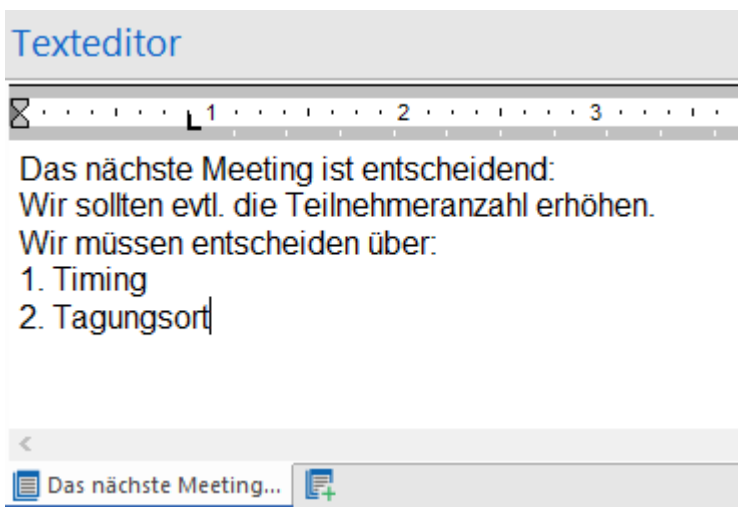 Texteditor
1 2 3
Das nächste Meeting ist entscheidend:
Wir sollten evtl. die Teilnehmeranzahl erhöhen.
Wir müssen entscheiden über:
1. Timing
2. Tagungsort
Das nächste Meeting...